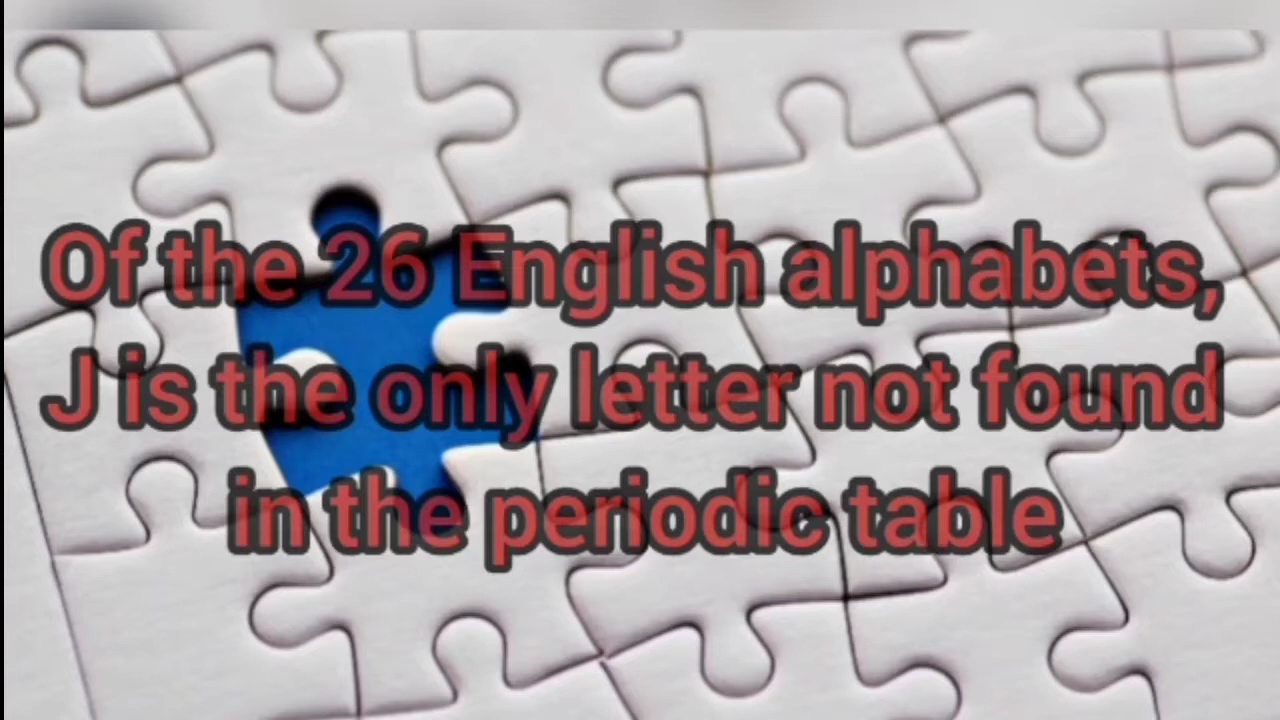 Of the 26 English alphabets,
J is the only letter not found
in the periodic table